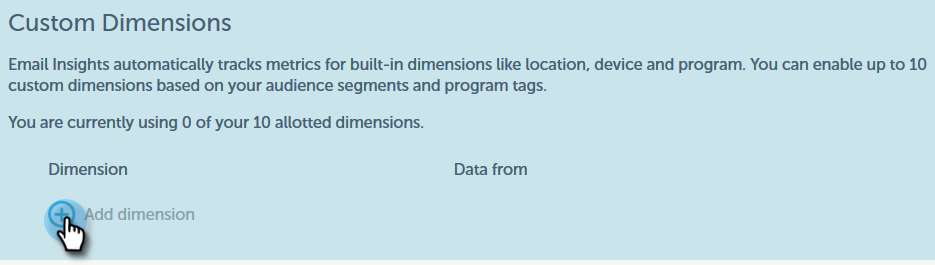 Custom Dimensions
Email Insights automatically tracks metrics for built-in dimensions like location, device and program. You can enable up to 10
custom dimensions based on your audience segments and program tags.
You are currently using 0 of your 10 allotted dimensions.
Dimension Data from
Add dimension